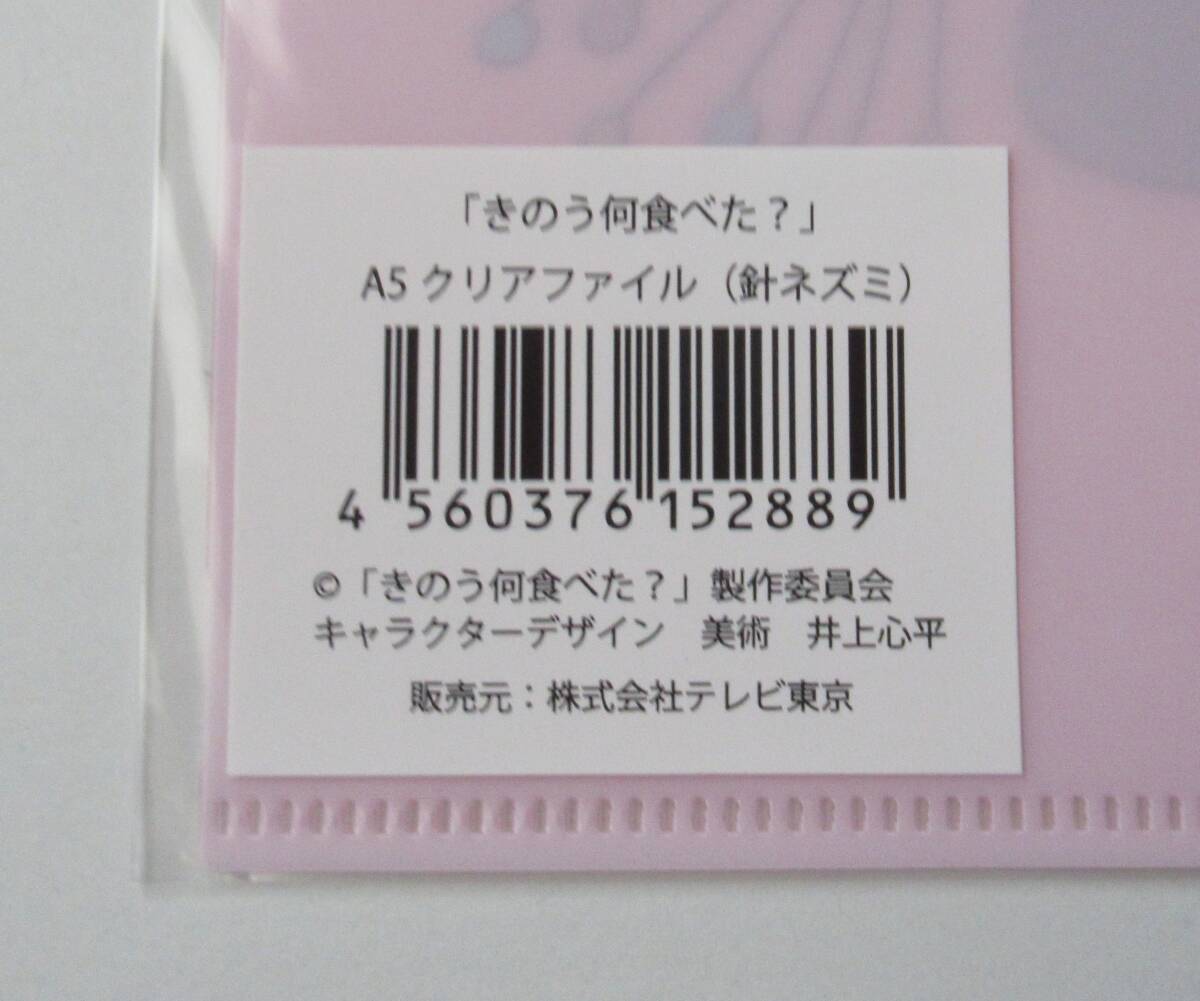 「きのう何食べた？」
A5 クリアファイル（針ネズミ）
4 560376 152889
©「きのう何食べた？」製作委員会
キャラクターデザイン　美術　井上心平
販売元：株式会社テレビ東京